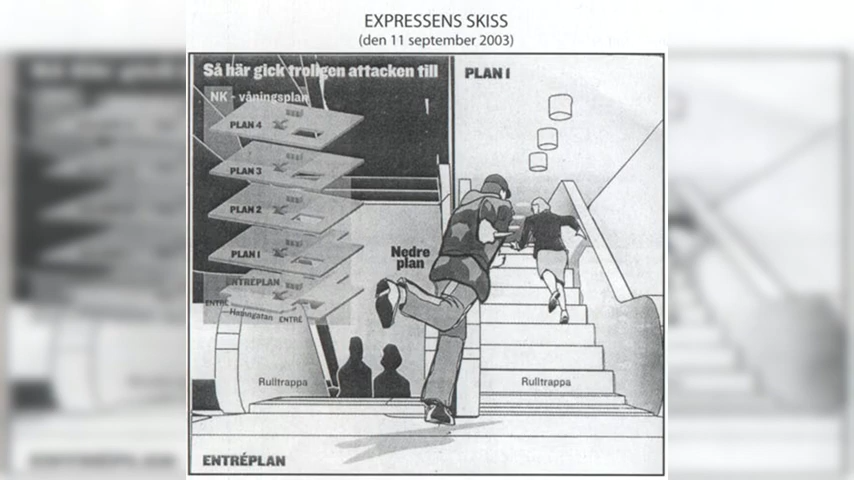 EXPRESSENS SKISS
(den 11 september 2003)
Så här gick troligen attacken till
PLAN 1
NK - våningsplan
PLAN 4
PLAN 3
PLAN 2
PLAN 1
Nedre
plan
ENTRÉPLAN
ENTRÉ
Hamngatan
ENTRÉ
Rulltrappa
Rulltrappa
ENTRÉPLAN